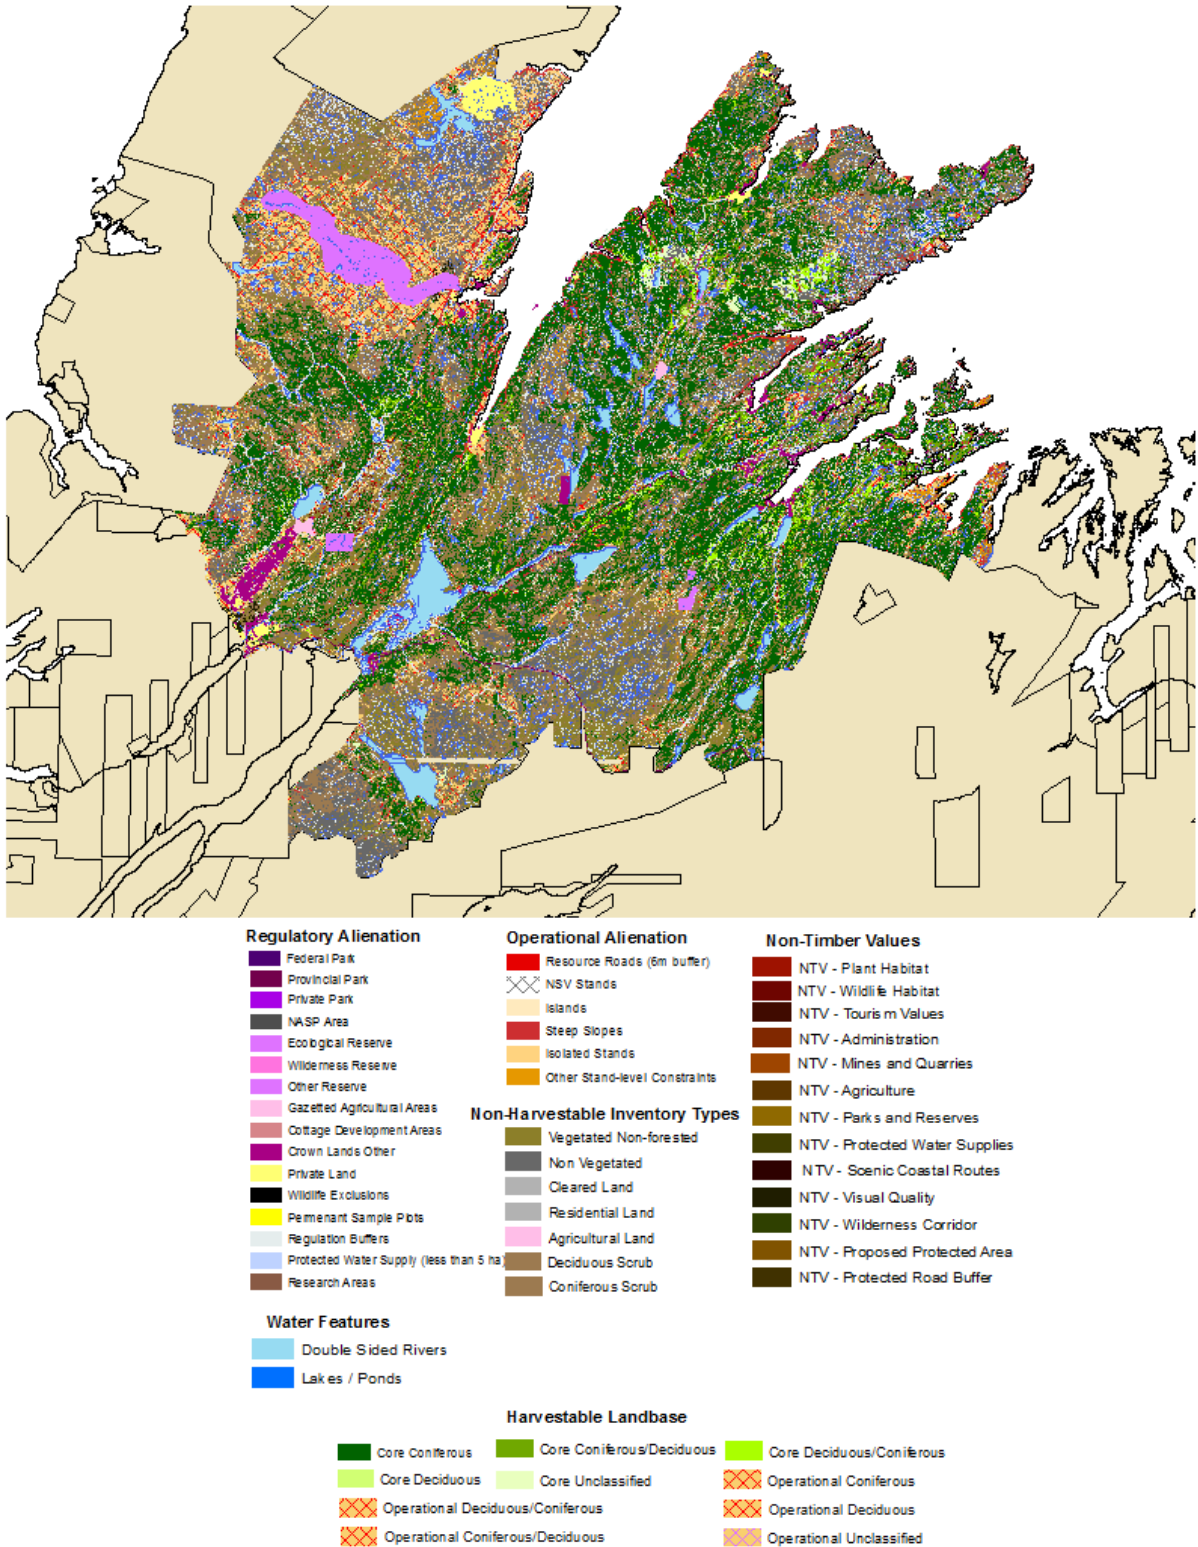 Regulatory Alienation
Federal Park
Provincial Park
Private Park
NASP Area
Ecological Reserve
Wilderness Reserve
Other Reserve
Gazetted Agricultural Areas
Cottage Development Areas
Crown Lands Other
Private Land
Wildlife Exclusions
Permenant Sample Plots
Regulation Buffers
Protected Water Supply (less than 5 ha)
Research Areas
Water Features
Double Sided Rivers
Lakes / Ponds
Operational Alienation
Resource Roads (6m buffer)
NSV Stands
Islands
Steep Slopes
Isolated Stands
Other Stand-level Constraints
Non-Harvestable Inventory Types
Vegetated Non-forested
Non Vegetated
Cleared Land
Residential Land
Agricultural Land
Deciduous Scrub
Coniferous Scrub
Non-Timber Values
NTV - Plant Habitat
NTV - Wildlife Habitat
NTV - Tourism Values
NTV - Administration
NTV - Mines and Quarries
NTV - Agriculture
NTV - Parks and Reserves
NTV - Protected Water Supplies
NTV - Scenic Coastal Routes
NTV - Visual Quality
NTV - Wilderness Corridor
NTV - Proposed Protected Area
NTV - Protected Road Buffer
Harvestable Landbase
Core Coniferous
Core Coniferous/Deciduous
Core Deciduous/Coniferous
Core Deciduous
Core Unclassified
Operational Coniferous
Operational Deciduous/Coniferous
Operational Deciduous
Operational Coniferous/Deciduous
Operational Unclassified